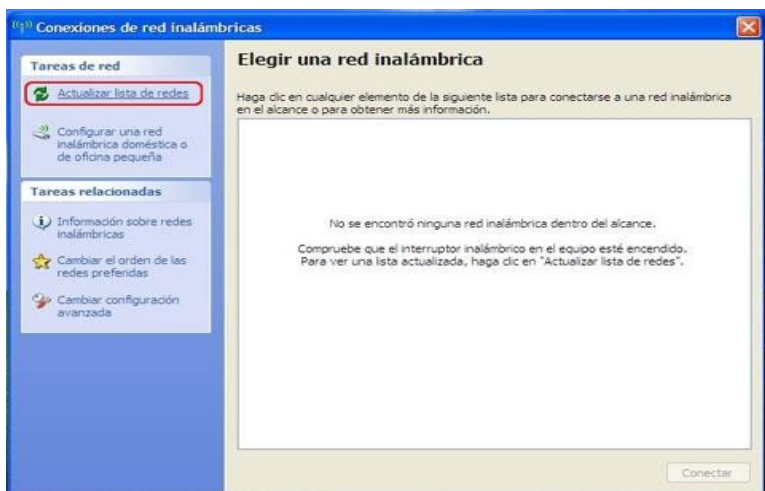 Conexiones de red inalámbricas
Tareas de red
Actualizar lista de redes
Configurar una red
inalámbrica doméstica o
de oficina pequeña
Tareas relacionadas
Información sobre redes
inalámbricas
Cambiar el orden de las
redes preferidas
Cambiar configuración
avanzada
Elegir una red inalámbrica
Haga clic en cualquier elemento de la siguiente lista para conectarse a una red inalámbrica
en el alcance o para obtener más información.
No se encontró ninguna red inalámbrica dentro del alcance.
Compruebe que el interruptor inalámbrico en el equipo esté encendido.
Para ver una lista actualizada, haga clic en "Actualizar lista de redes".
Conectar